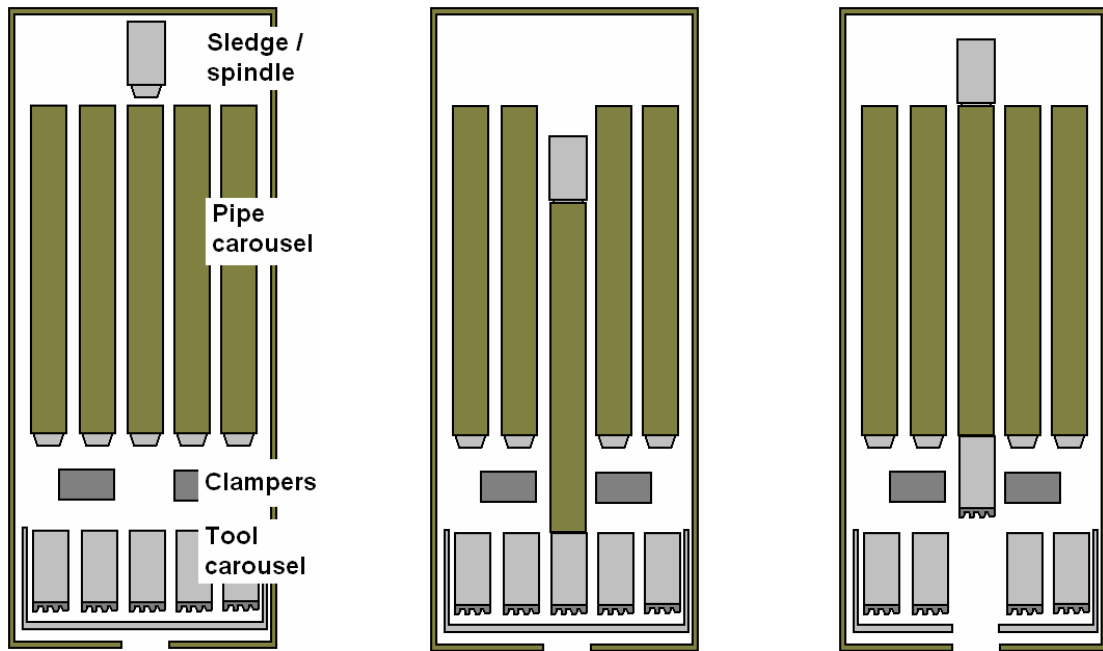 Sledge /
spindle
Pipe
carousel
Clampers
Tool
carousel